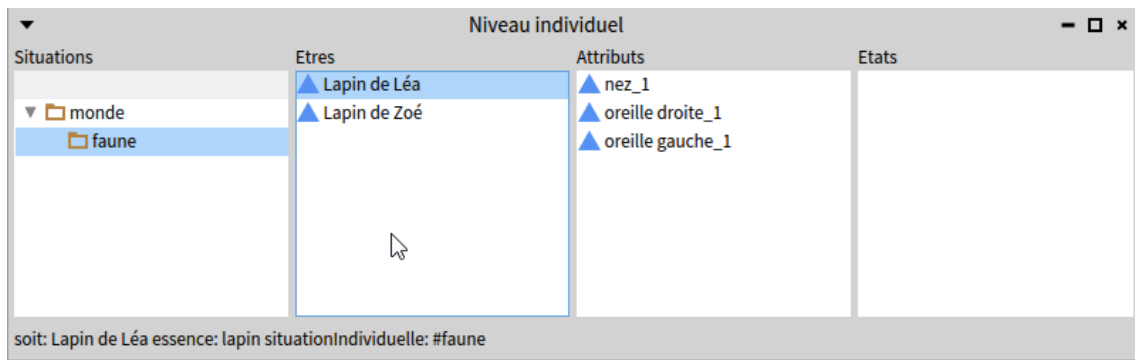 Niveau individuel
Situations
Etres
Attributs
Etats
monde
faune
Lapin de Léa
Lapin de Zoé
nez_1
oreille droite_1
oreille gauche_1
soit: Lapin de Léa essence: lapin situationIndividuelle: #faune